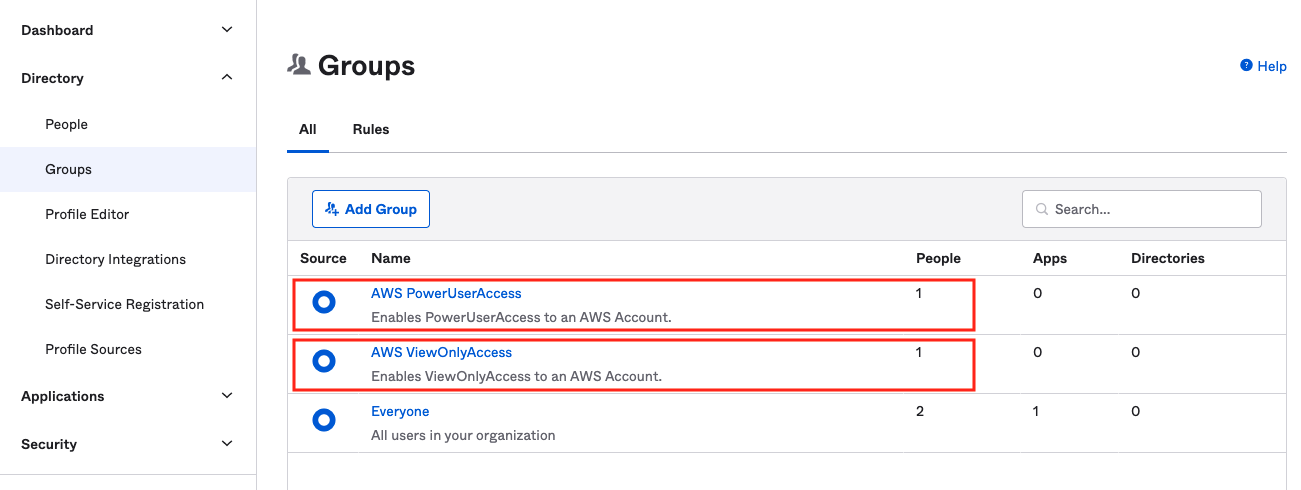 Dashboard
Directory
People
Groups
Profile Editor
Directory Integrations
Self-Service Registration
Profile Sources
Applications
Security
Groups
Help
All Rules
Add Group
Search...
Source Name People Apps Directories
AWS PowerUserAccess 1 0 0
Enables PowerUserAccess to an AWS Account.
AWS ViewOnlyAccess 1 0 0
Enables ViewOnlyAccess to an AWS Account.
Everyone 2 1 0
All users in your organization